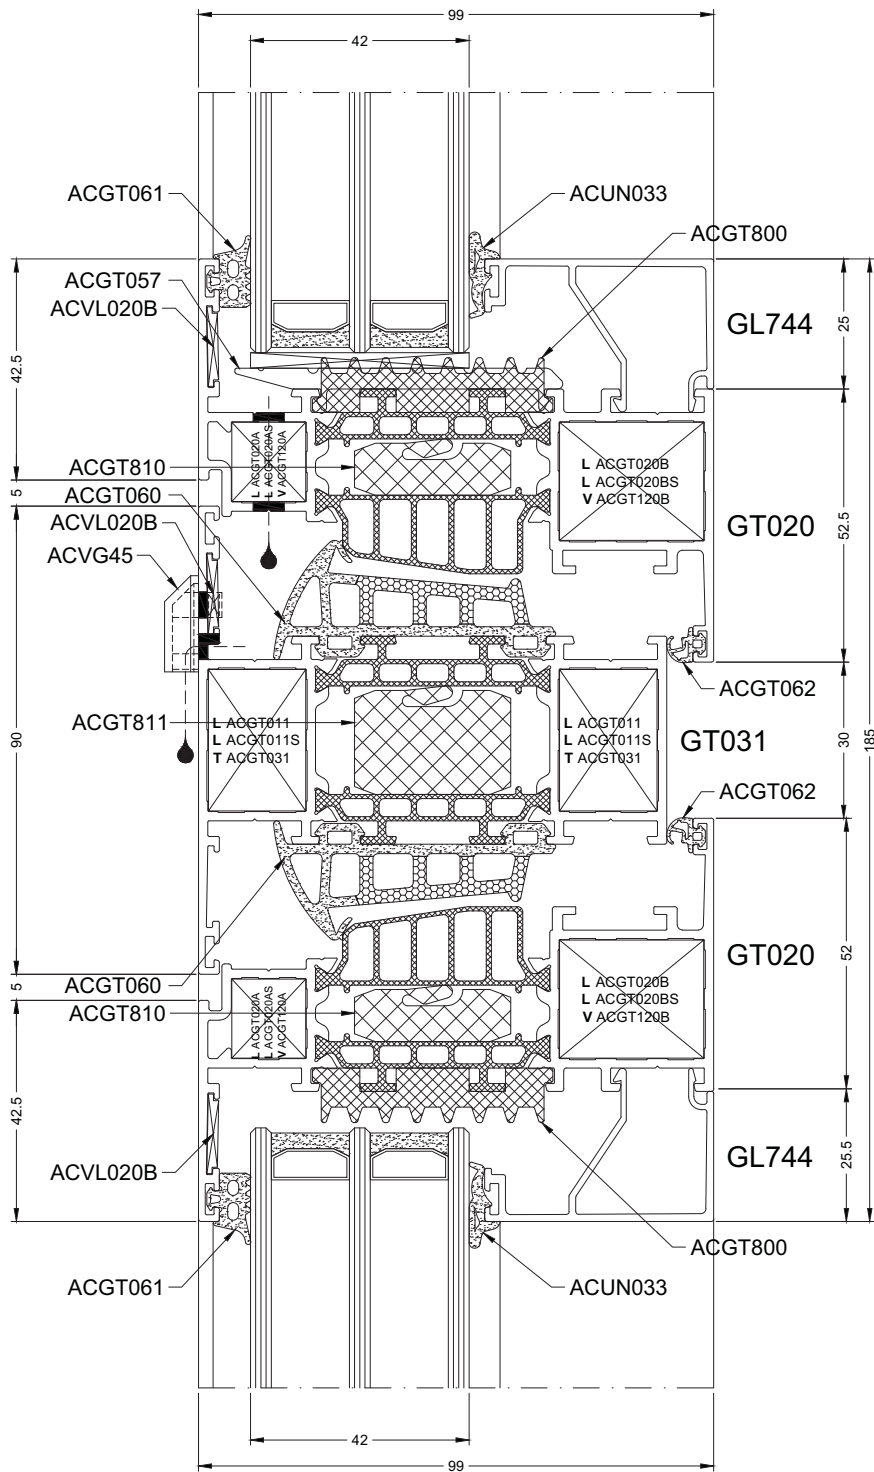 99
42
ACGT061
ACUN033
ACGT800
ACGT057
ACVL020B
GL744
25
42.5
ACGT810
L ACGT020A
L ACGT020AS
V ACGT120A
L ACGT020B
L ACGT020BS
V ACGT120B
ACGT060
5
ACVL020B
GT020
52.5
ACVG45
ACGT062
ACGT811
L ACGT011
L ACGT011S
T ACGT031
L ACGT011
L ACGT011S
T ACGT031
GT031
30
185
90
ACGT062
GT020
52
ACGT060
5
ACGT810
L ACGT020A
L ACGT020AS
V ACGT120A
L ACGT020B
L ACGT020BS
V ACGT120B
42.5
ACVL020B
GL744
25.5
ACGT800
ACGT061
ACUN033
42
99